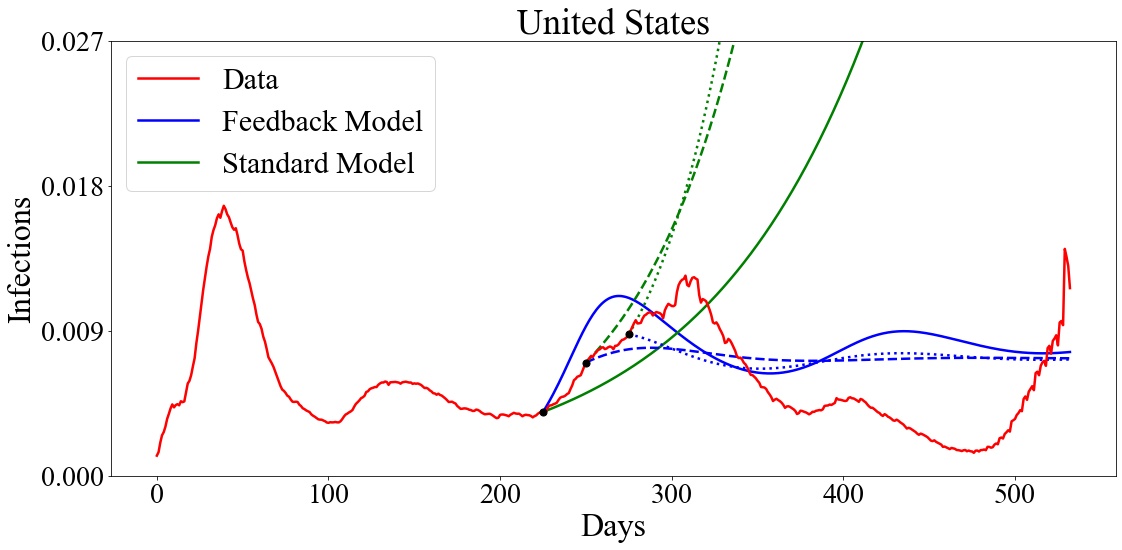 United States
Data
Feedback Model
Standard Model
Infections
0.027
0.018
0.009
0.000
0 100 200 300 400 500
Days